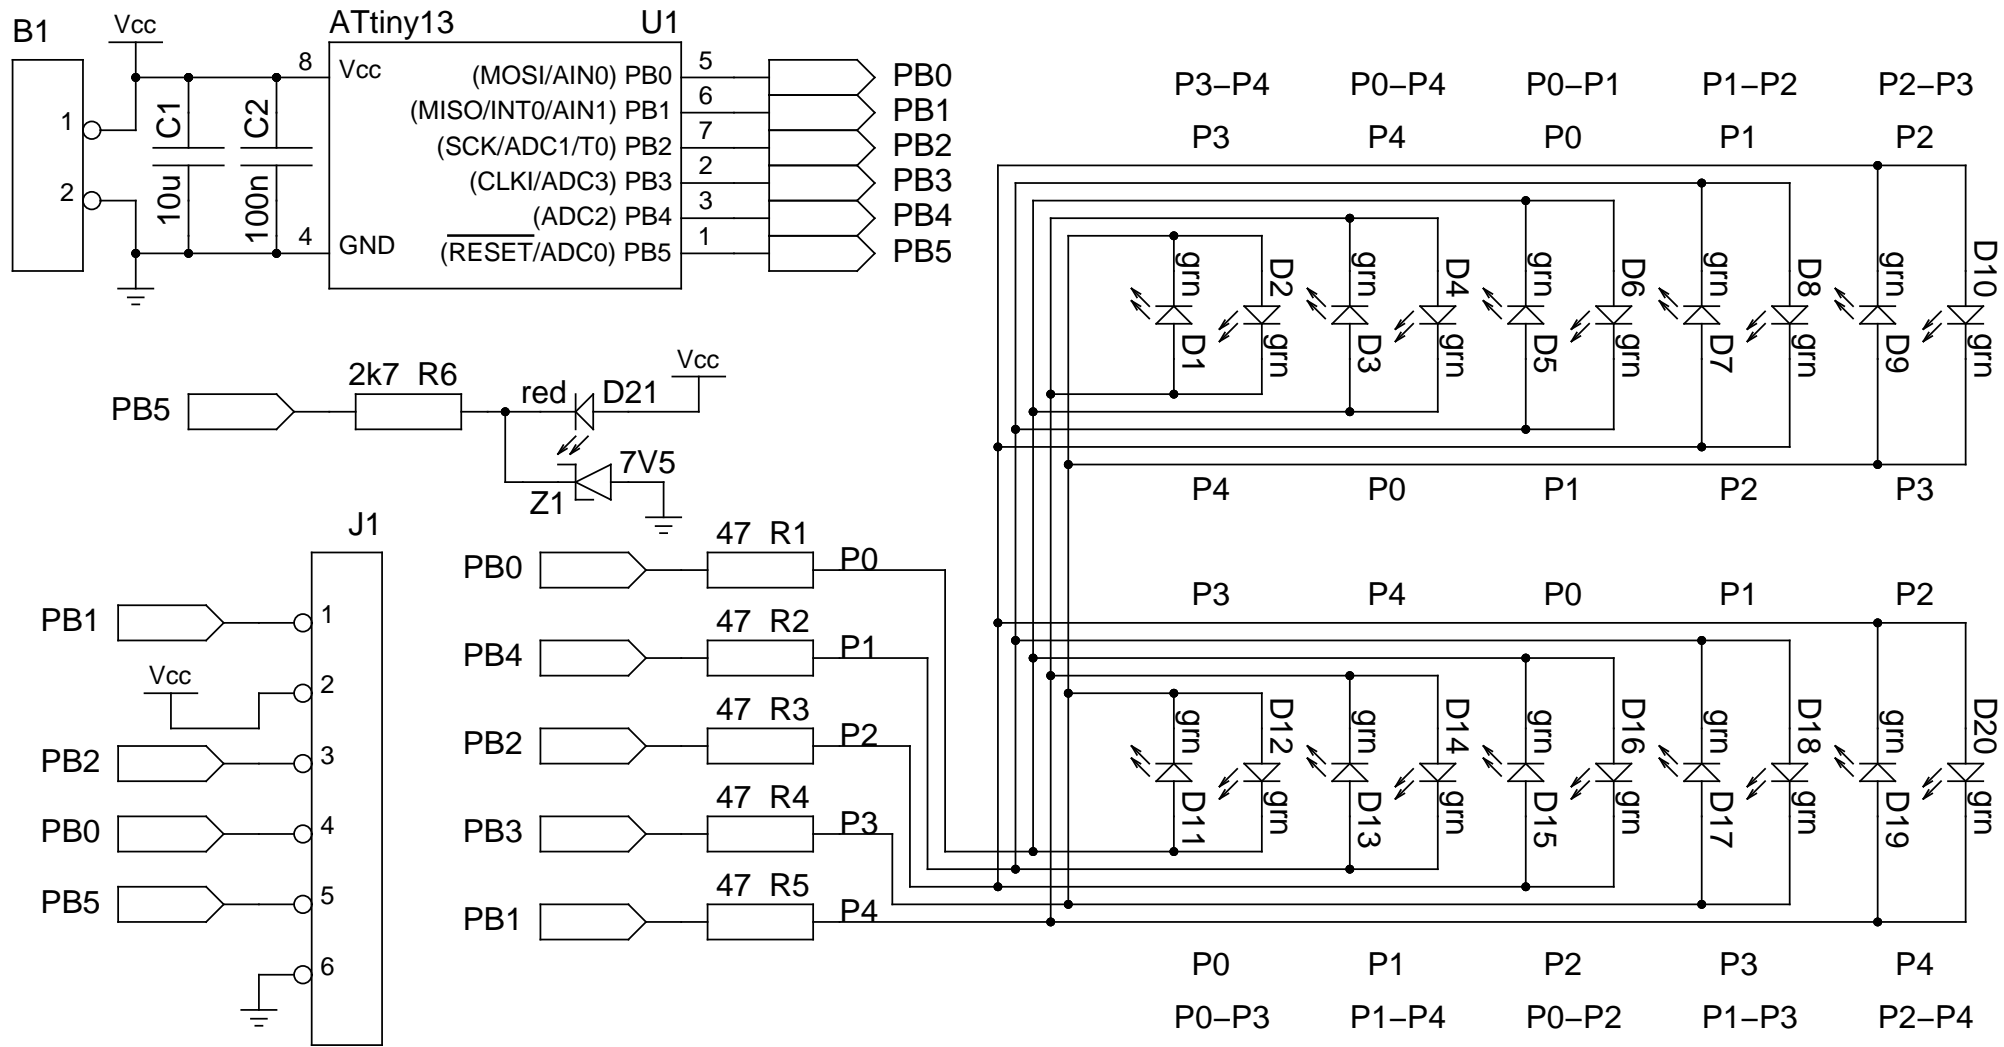 B1
Vcc
ATtiny13
U1
1
2
C1
10u
C2
100n
8
4
Vcc
GND
(MOSI/AIN0) PB0
(MISO/INT0/AIN1) PB1
(SCK/ADC1/T0) PB2
(CLKI/ADC3) PB3
(ADC2) PB4
(RESET/ADC0) PB5
5
6
7
2
3
1
PB0
PB1
PB2
PB3
PB4
PB5
P3–P4
P0–P4
P0–P1
P1–P2
P2–P3
P3
P4
P0
P1
P2
grn
D1
D2
grn
grn
D3
D4
grn
grn
D5
D6
grn
grn
D7
D8
grn
grn
D9
D10
grn
P4
P0
P1
P2
P3
PB5
2k7 R6
red
D21
Vcc
Z1
7V5
J1
PB1
1
Vcc
2
PB2
3
PB0
4
PB5
5
6
PB0
47 R1
P0
PB4
47 R2
P1
PB2
47 R3
P2
PB3
47 R4
P3
PB1
47 R5
P4
P3
P4
P0
P1
P2
grn
D11
D12
grn
grn
D13
D14
grn
grn
D15
D16
grn
grn
D17
D18
grn
grn
D19
D20
grn
P0
P1
P2
P3
P4
P0–P3
P1–P4
P0–P2
P1–P3
P2–P4